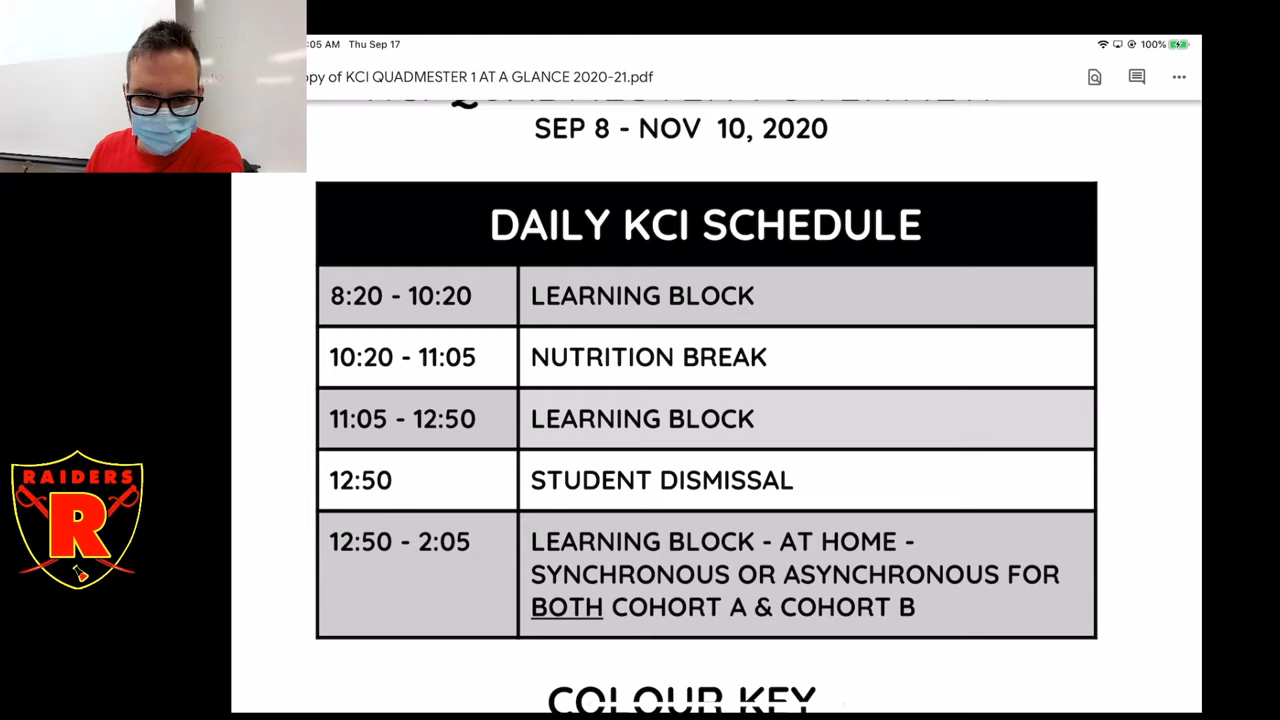 :05 AM Thu Sep 17
100%
py of KCI QUADMESTER 1 AT A GLANCE 2020-21.pdf
SEP 8 - NOV 10, 2020
DAILY KCI SCHEDULE
8:20 - 10:20 LEARNING BLOCK
10:20 - 11:05 NUTRITION BREAK
11:05 - 12:50 LEARNING BLOCK
12:50 STUDENT DISMISSAL
12:50 - 2:05 LEARNING BLOCK - AT HOME -
SYNCHRONOUS OR ASYNCHRONOUS FOR
BOTH COHORT A & COHORT B
COLOUR KEY
RAIDERS
R